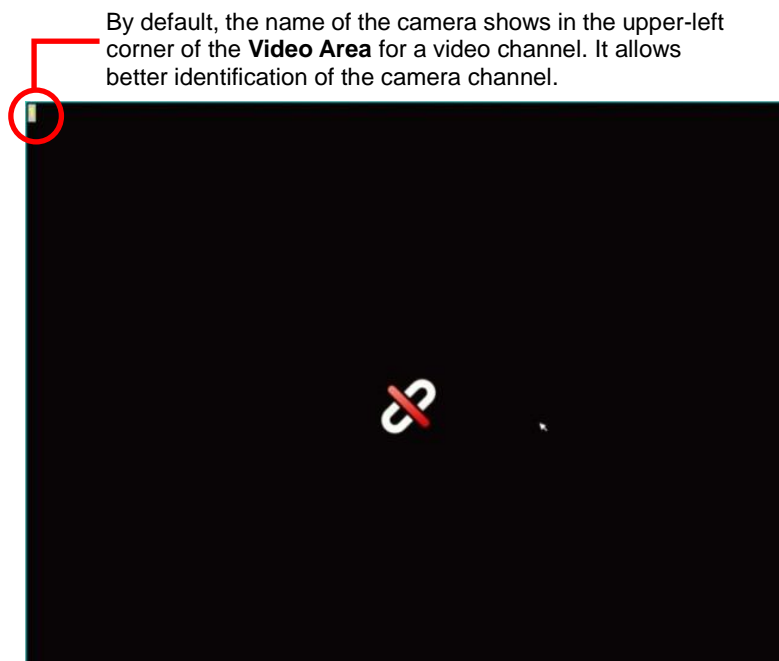 By default, the name of the camera shows in the upper-left
corner of the Video Area for a video channel. It allows
better identification of the camera channel.